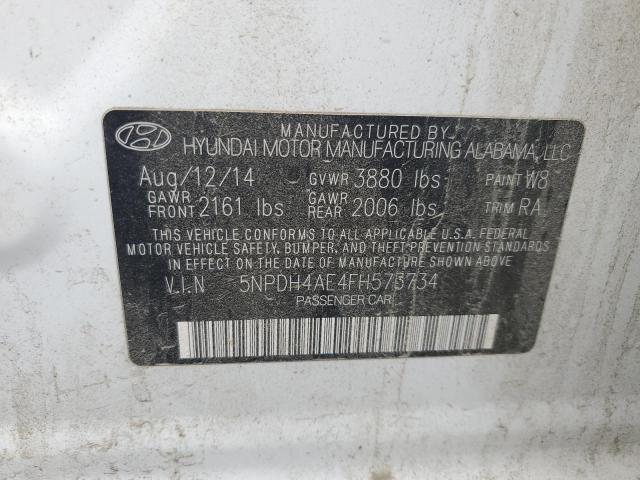 MANUFACTURED BY
HYUNDAI MOTOR MANUFACTURING ALABAMA, LLC
Aug/12/14 GVWR 3880 lbs PAINT W8
GAWR FRONT 2161 lbs GAWR REAR 2006 lbs TRIM RA
THIS VEHICLE CONFORMS TO ALL APPLICABLE U.S.A FEDERAL
MOTOR VEHICLE SAFETY, BUMPER, AND THEFT PREVENTION
STANDARDS IN EFFECT ON THE DATE OF MANUFACTURE SHOWN ABOVE
V.I.N 5NPDH4AE4FH573734
PASSENGER CAR